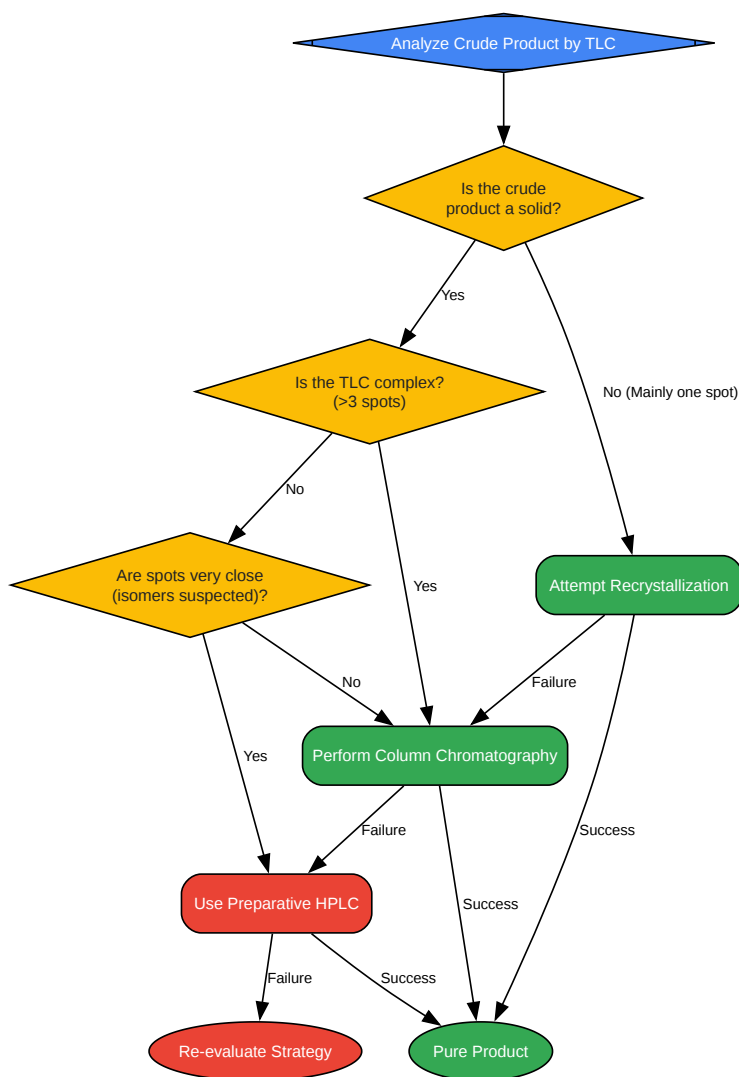 Analyze Crude Product by TLC
Is the crude
product a solid?
Yes
Is the TLC complex?
(>3 spots)
No (Mainly one spot)
No
Are spots very close
(isomers suspected)?
Yes
Attempt Recrystallization
No
Failure
Perform Column Chromatography
Yes
Failure
Success
Use Preparative HPLC
Success
Failure
Success
Re-evaluate Strategy
Pure Product